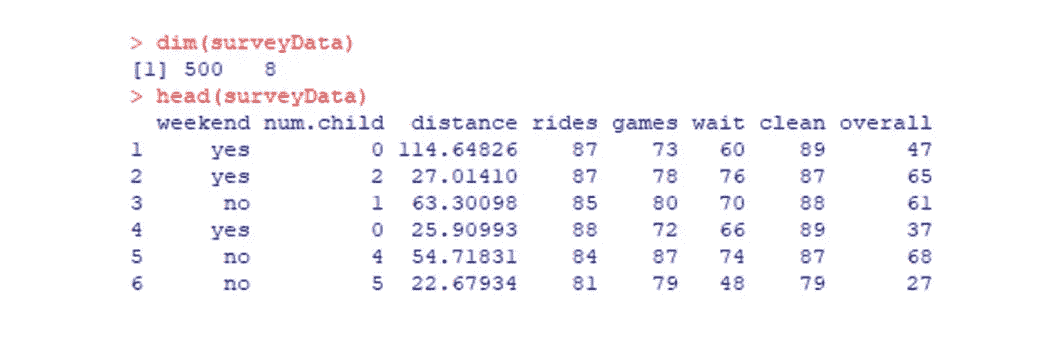 > dim(surveyData)
[1] 500   8
> head(surveyData)
  weekend num.child  distance rides games wait clean overall
1     yes         0 114.64826    87    73   60    89      47
2     yes         2  27.01410    87    78   76    87      65
3      no         1  63.30098    85    80   70    88      61
4     yes         0  25.90993    88    72   66    89      37
5      no         4  54.71831    84    87   74    87      68
6      no         5  22.67934    81    79   48    79      27